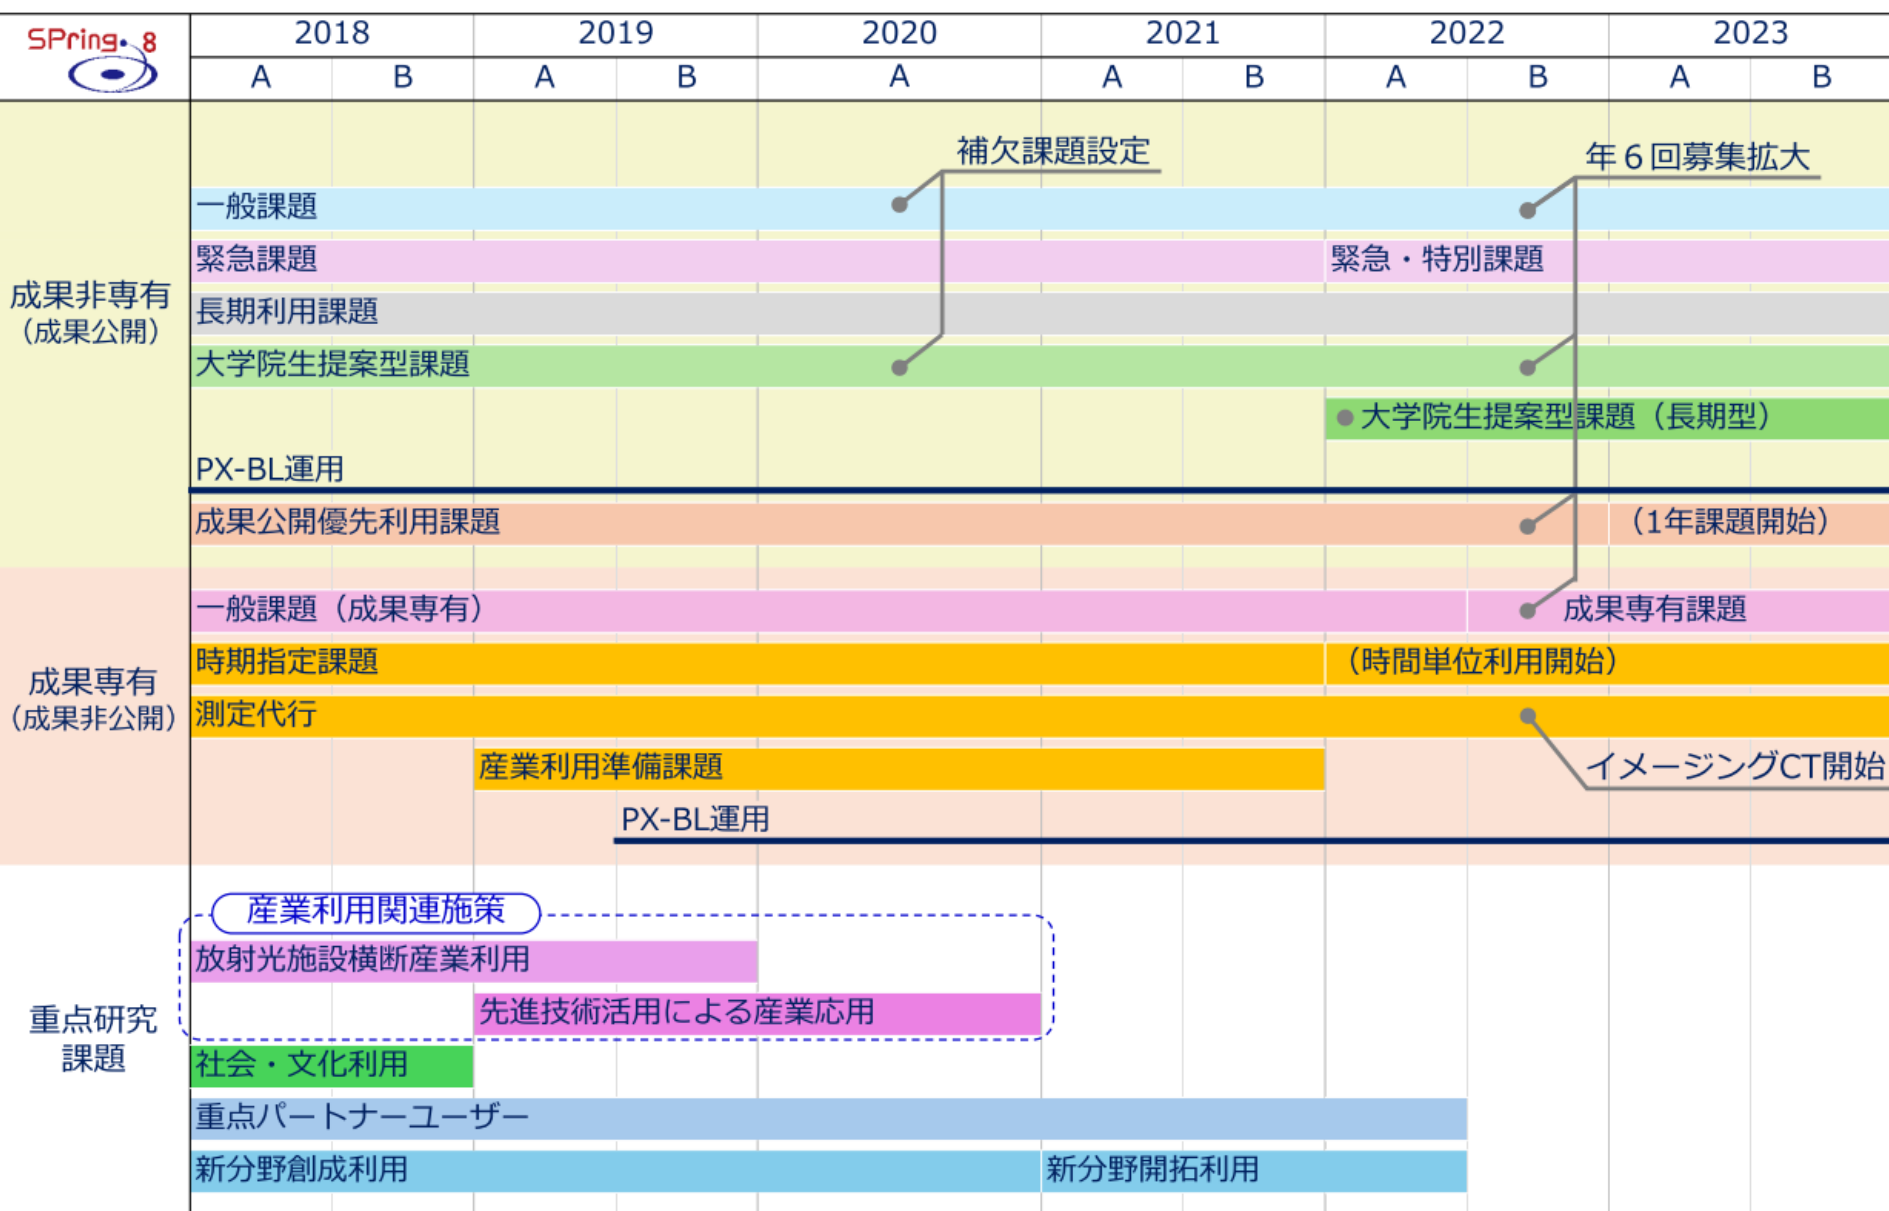 SPring-8
2018 2019 2020 2021 2022 2023
A B A B A A B A B A B
補欠課題設定
年6回募集拡大
成果非専有
（成果公開）
一般課題
緊急課題 緊急・特別課題
長期利用課題
大学院生提案型課題
大学院生提案型課題（長期型）
PX-BL運用
成果公開優先利用課題 （1年課題開始）
成果専有
（成果非公開）
一般課題（成果専有） 成果専有課題
時期指定課題 （時間単位利用開始）
測定代行
産業利用準備課題 イメージングCT開始
PX-BL運用
重点研究
課題
産業利用関連施策
放射光施設横断産業利用
先進技術活用による産業応用
社会・文化利用
重点パートナーユーザー
新分野創成利用 新分野開拓利用